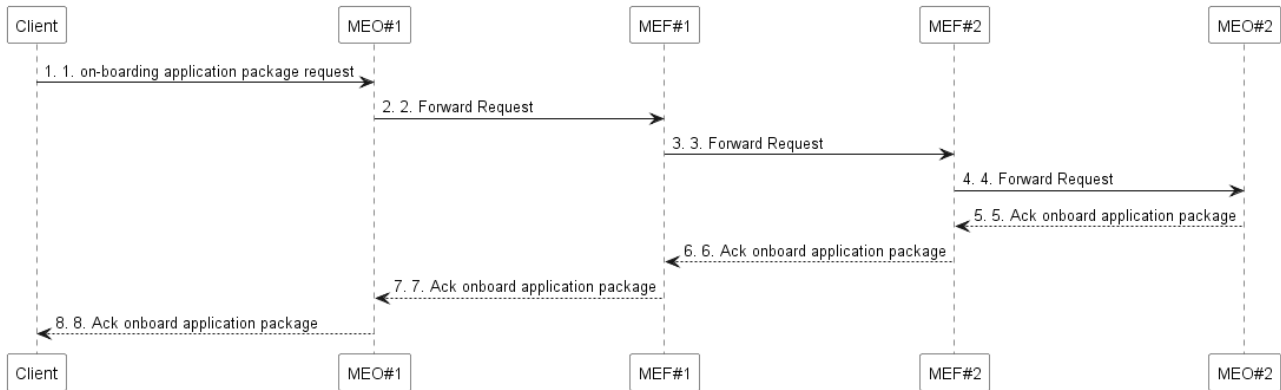 Client MEO#1 MEF#1 MEF#2 MEO#2
1. 1. on-boarding application package request
2. 2. Forward Request
3. 3. Forward Request
4. 4. Forward Request
5. 5. Ack onboard application package
6. 6. Ack onboard application package
7. 7. Ack onboard application package
8. 8. Ack onboard application package
Client MEO#1 MEF#1 MEF#2 MEO#2